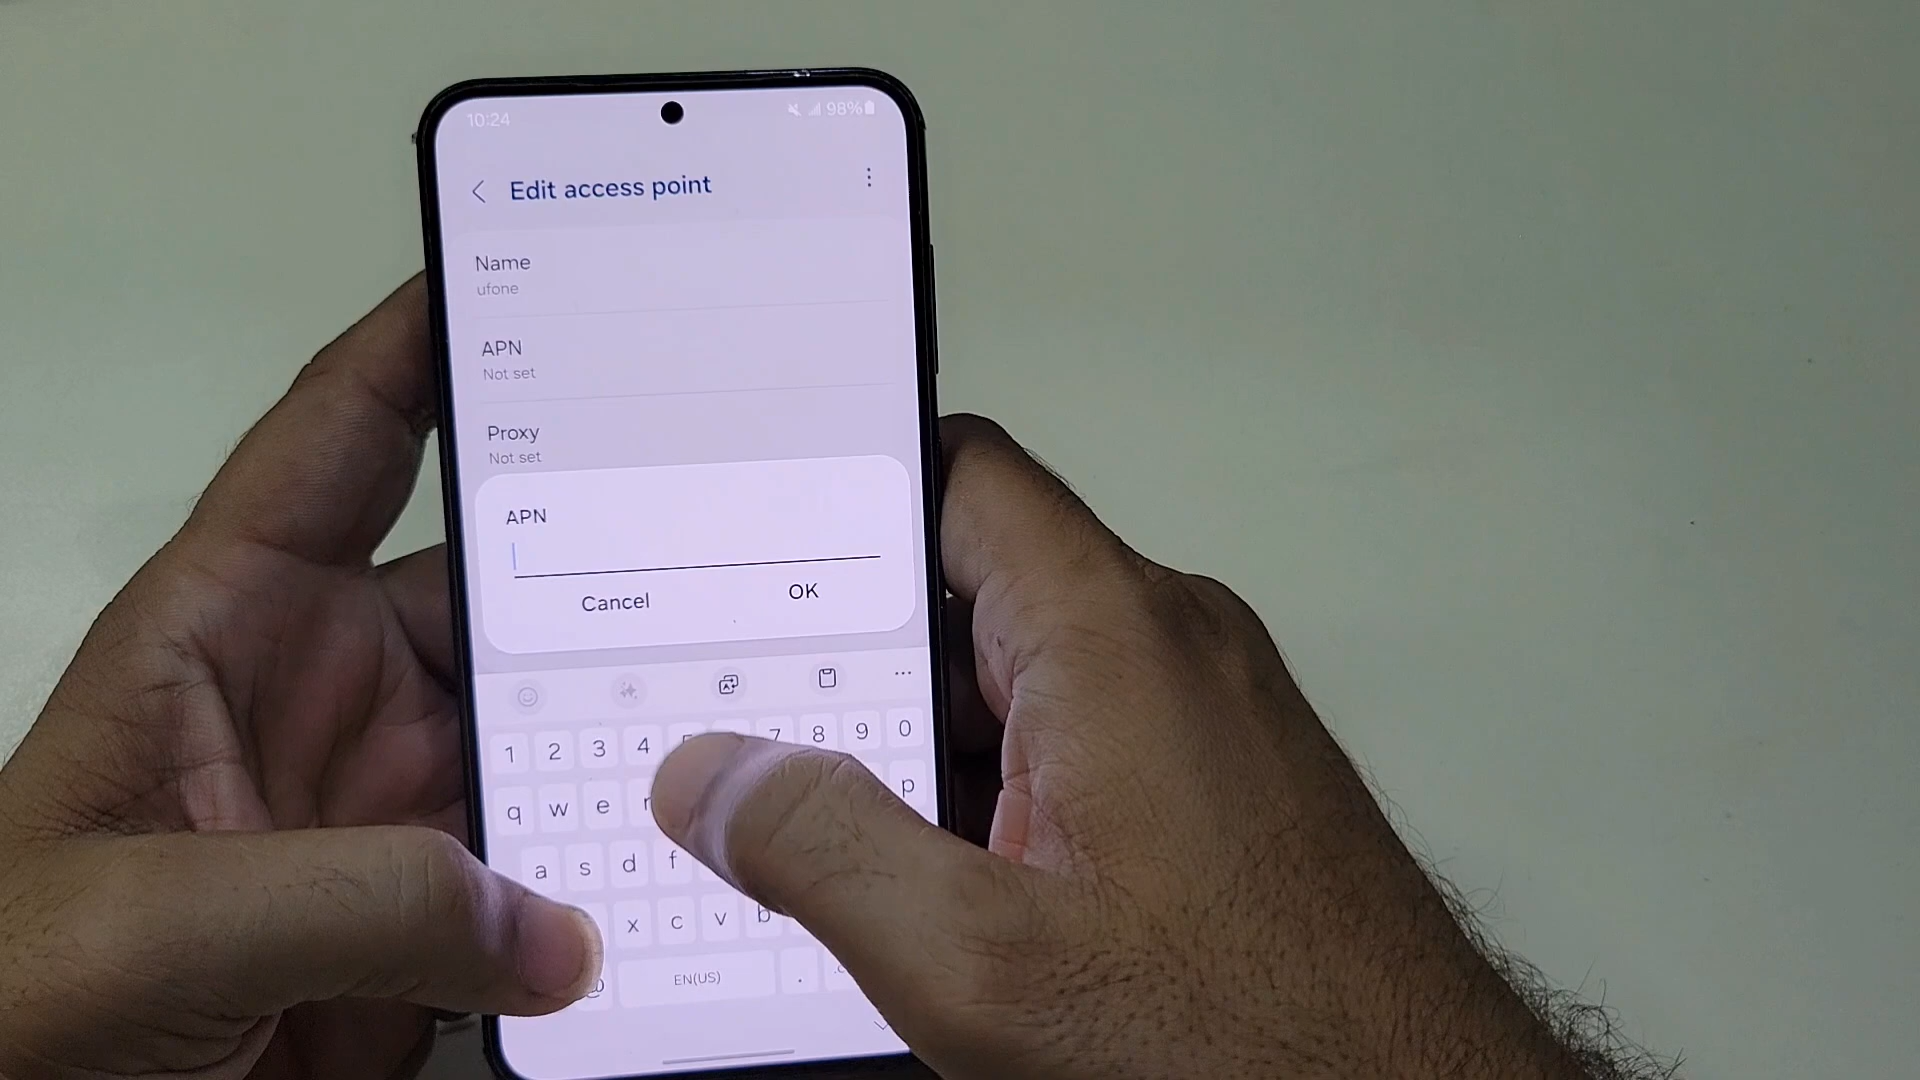 10:24 98%
Edit access point
Name
ufone
APN
Not set
Proxy
Not set
APN
Cancel OK
1 2 3 4 5 7 8 9 0
q w e r p
a s d f
x c v b
@ EN(US) .